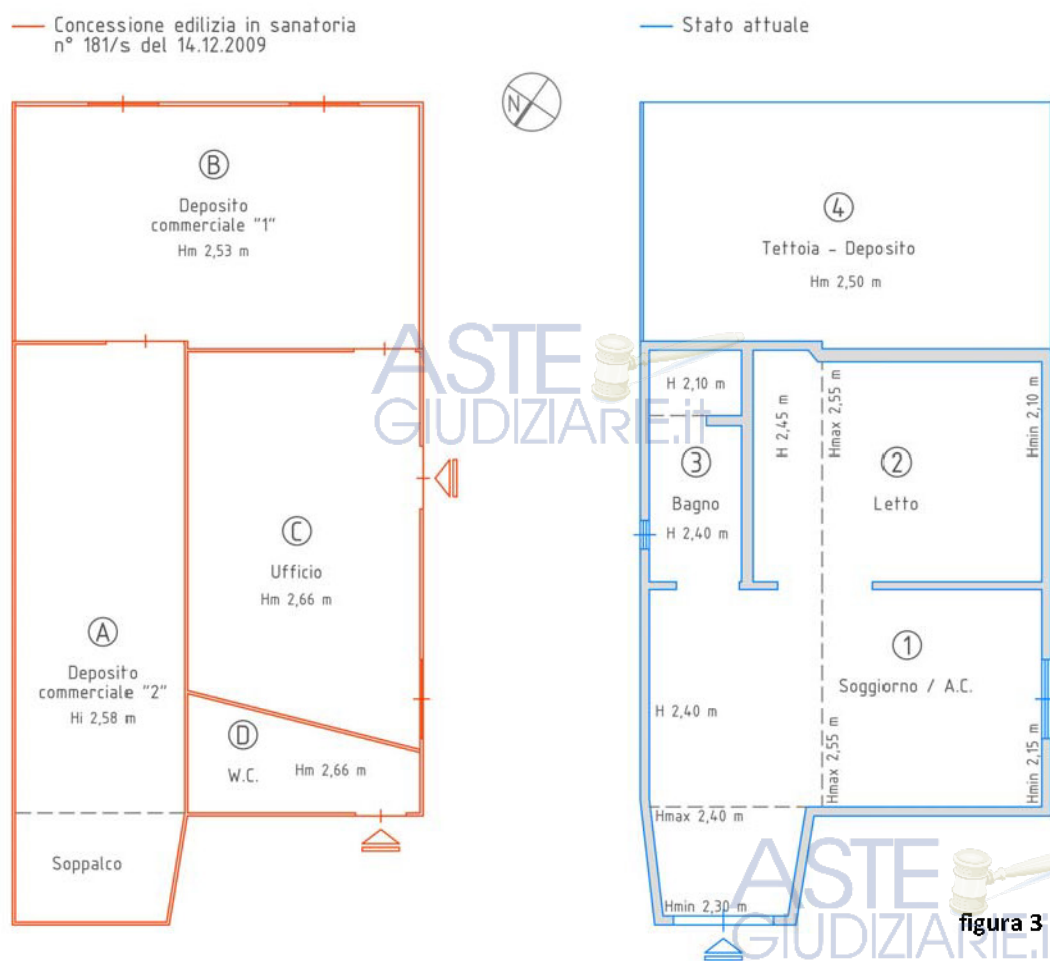 Concessione edilizia in sanatoria
n° 181/s del 14.12.2009
B
Deposito
commerciale "1"
Hm 2,53 m
C
Ufficio
Hm 2,66 m
A
Deposito
commerciale "2"
Hi 2,58 m
D
W.C.
Hm 2,66 m
Soppalco
N
Stato attuale
4
Tettoia - Deposito
Hm 2,50 m
H 2,10 m
H 2,45 m
Hmax 2,55 m
Hmin 2,10 m
3
Bagno
H 2,40 m
2
Letto
1
Soggiorno / A.C.
H 2,40 m
Hmax 2,55 m
Hmin 2,15 m
Hmax 2,40 m
Hmin 2,30 m
figura 3
ASTE
GIUDIZIARIE.it
ASTE
GIUDIZIARIE.i